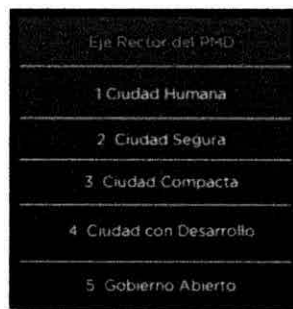 Eje Rector del PMD
1 Ciudad Humana
2 Ciudad Segura
3 Ciudad Compacta
4 Ciudad con Desarrollo
5 Gobierno Abierto